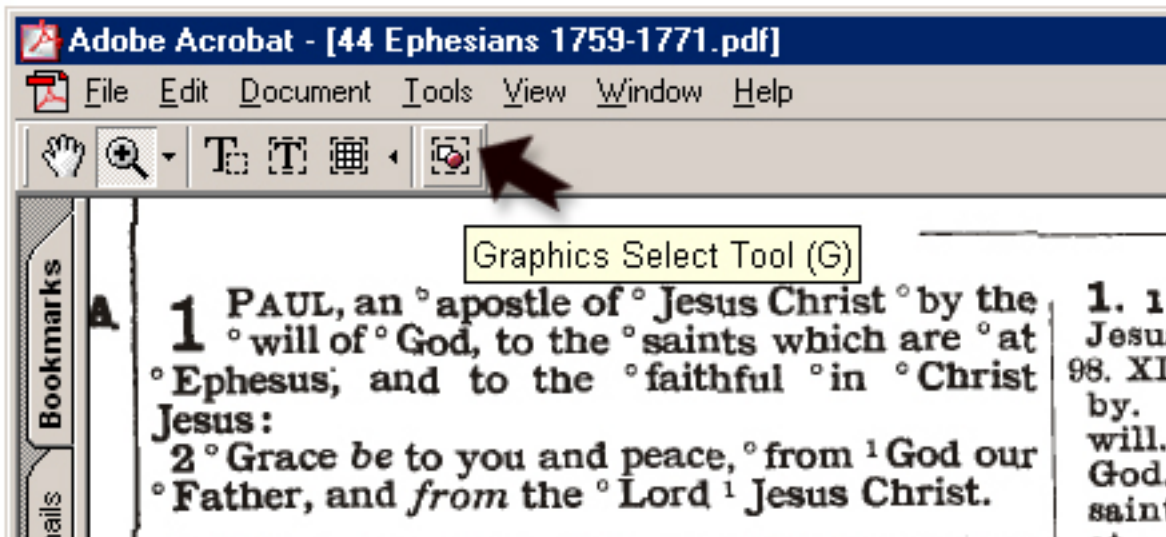 Adobe Acrobat - [44 Ephesians 1759-1771.pdf]
File Edit Document Tools View Window Help
Graphics Select Tool (G)
Bookmarks
A.
1 PAUL, an °apostle of ° Jesus Christ ° by the
° will of ° God, to the °saints which are °at
°Ephesus, and to the °faithful °in °Christ
Jesus:
2 °Grace be to you and peace, °from ¹ God our
°Father, and from the ° Lord ¹ Jesus Christ.
1. 1
Jesu
98. XI
by.
will.
God.
saint